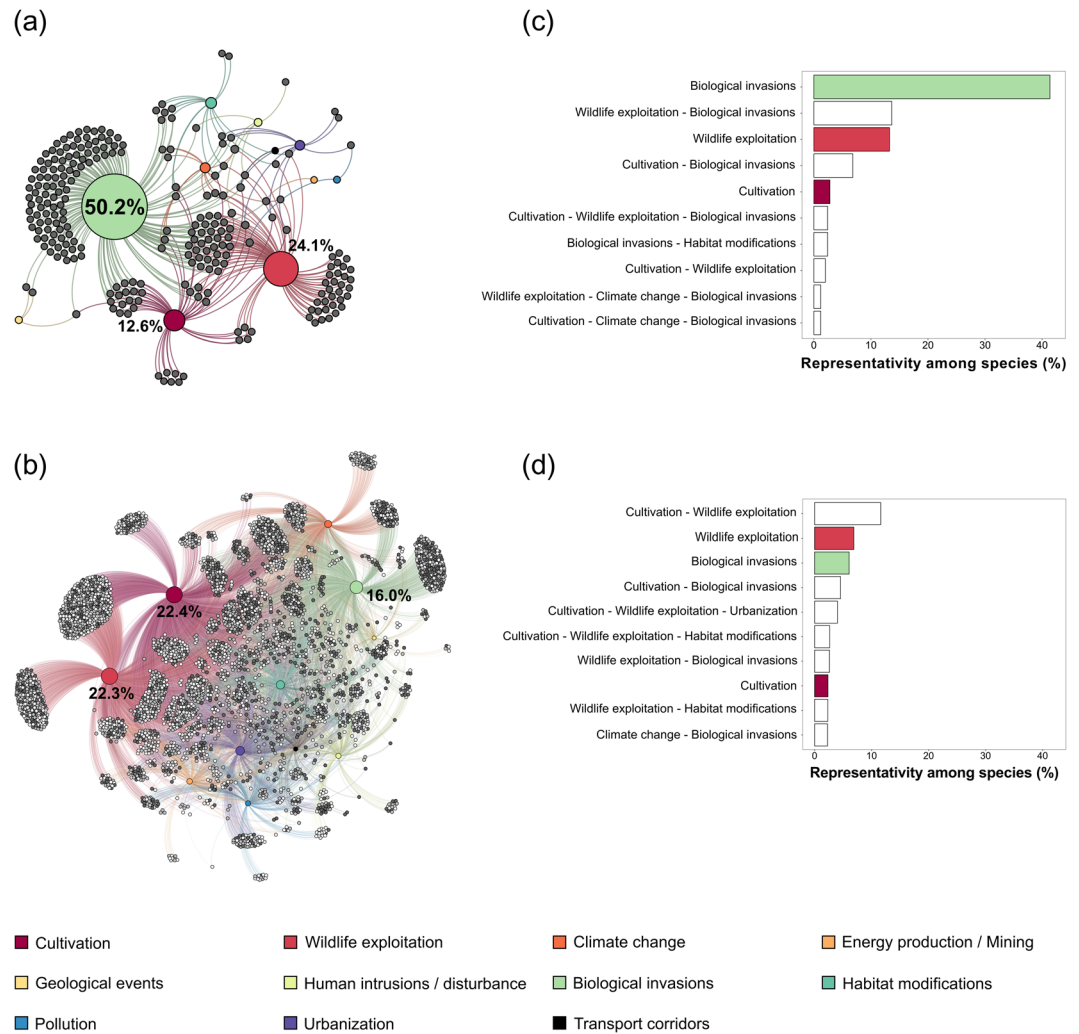 (a)
50.2%
24.1%
12.6%
(c)
Biological invasions
Wildlife exploitation - Biological invasions
Wildlife exploitation
Cultivation - Biological invasions
Cultivation
Cultivation - Wildlife exploitation - Biological invasions
Biological invasions - Habitat modifications
Cultivation - Wildlife exploitation
Wildlife exploitation - Climate change - Biological invasions
Cultivation - Climate change - Biological invasions
0 10 20 30 40
Representativity among species (%)
(b)
16.0%
22.4%
22.3%
(d)
Cultivation - Wildlife exploitation
Wildlife exploitation
Biological invasions
Cultivation - Biological invasions
Cultivation - Wildlife exploitation - Urbanization
Cultivation - Wildlife exploitation - Habitat modifications
Wildlife exploitation - Biological invasions
Cultivation
Wildlife exploitation - Habitat modifications
Climate change - Biological invasions
0 10 20 30 40
Representativity among species (%)
Cultivation Wildlife exploitation Climate change Energy production / Mining
Geological events Human intrusions / disturbance Biological invasions Habitat modifications
Pollution Urbanization Transport corridors